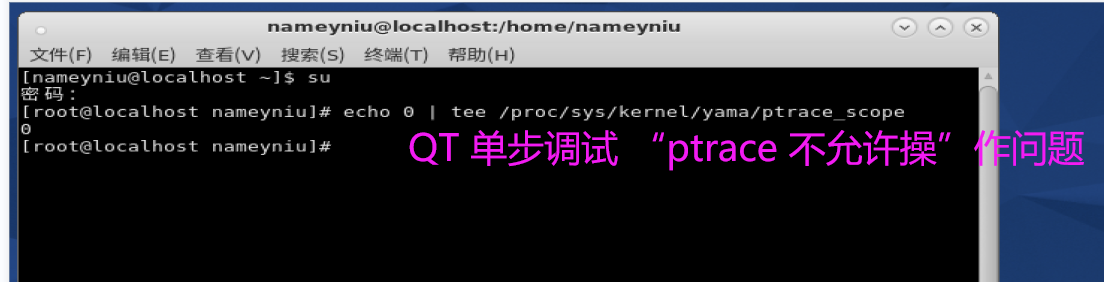 nameyniu@localhost:/home/nameyniu
文件(F) 编辑(E) 查看(V) 搜索(S) 终端(T) 帮助(H)
[nameyniu@localhost ~]$ su
密码：
[root@localhost nameyniu]# echo 0 | tee /proc/sys/kernel/yama/ptrace_scope
0
[root@localhost nameyniu]#
QT 单步调试 “ptrace 不允许操”作问题